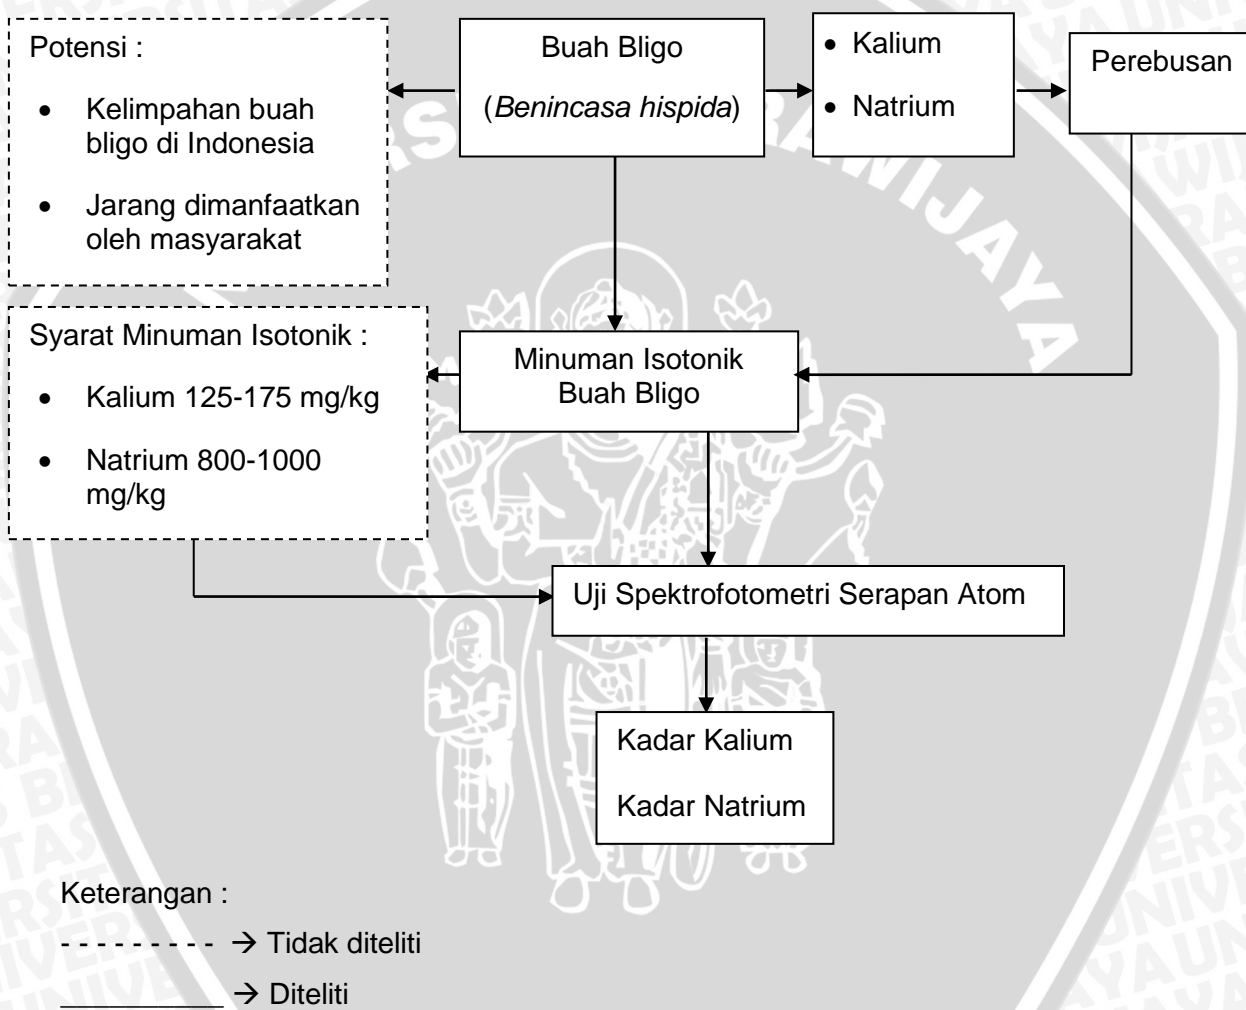 Potensi :
• Kelimpahan buah
bligo di Indonesia
• Jarang dimanfaatkan
oleh masyarakat
Buah Bligo
(Benincasa hispida)
• Kalium
• Natrium
Perebusan
Syarat Minuman Isotonik :
• Kalium 125-175 mg/kg
• Natrium 800-1000
mg/kg
Minuman Isotonik
Buah Bligo
Uji Spektrofotometri Serapan Atom
Kadar Kalium
Kadar Natrium
Keterangan :
- - - - - - - - - → Tidak diteliti
___________ → Diteliti
RAWIJAYA